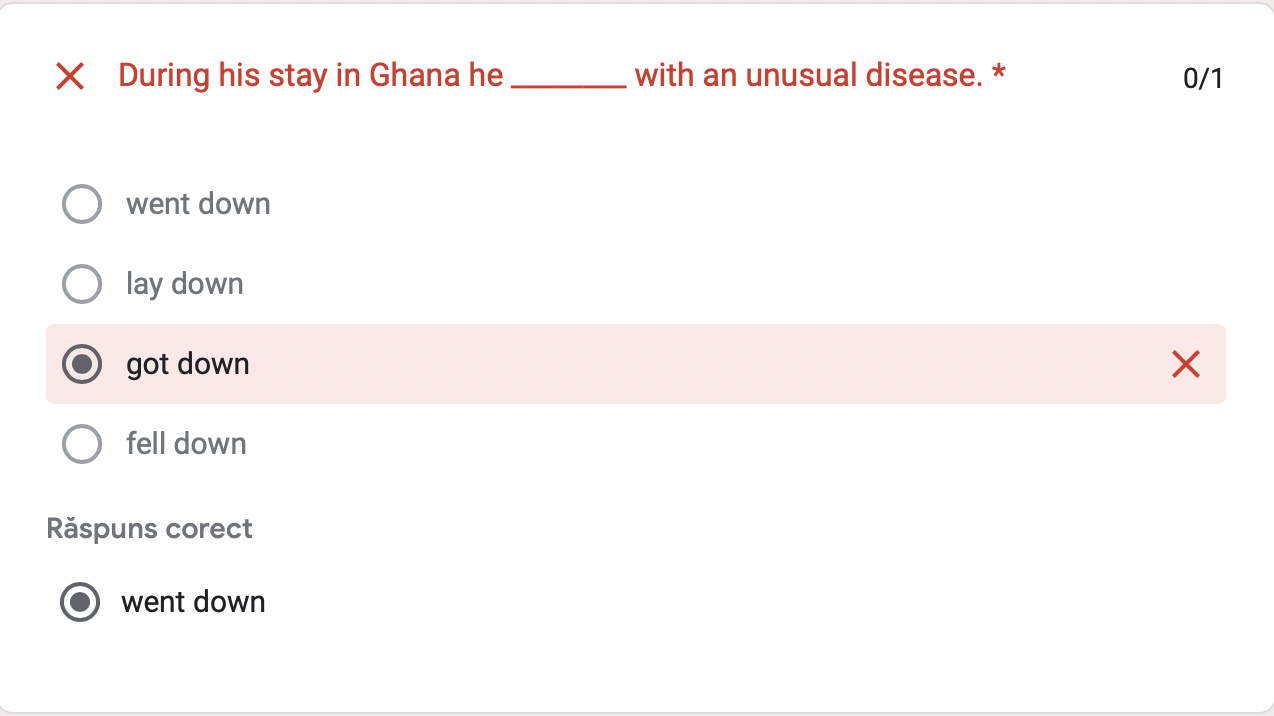 During his stay in Ghana he ________ with an unusual disease. * 0/1
went down
lay down
got down
fell down
Răspuns corect
went down